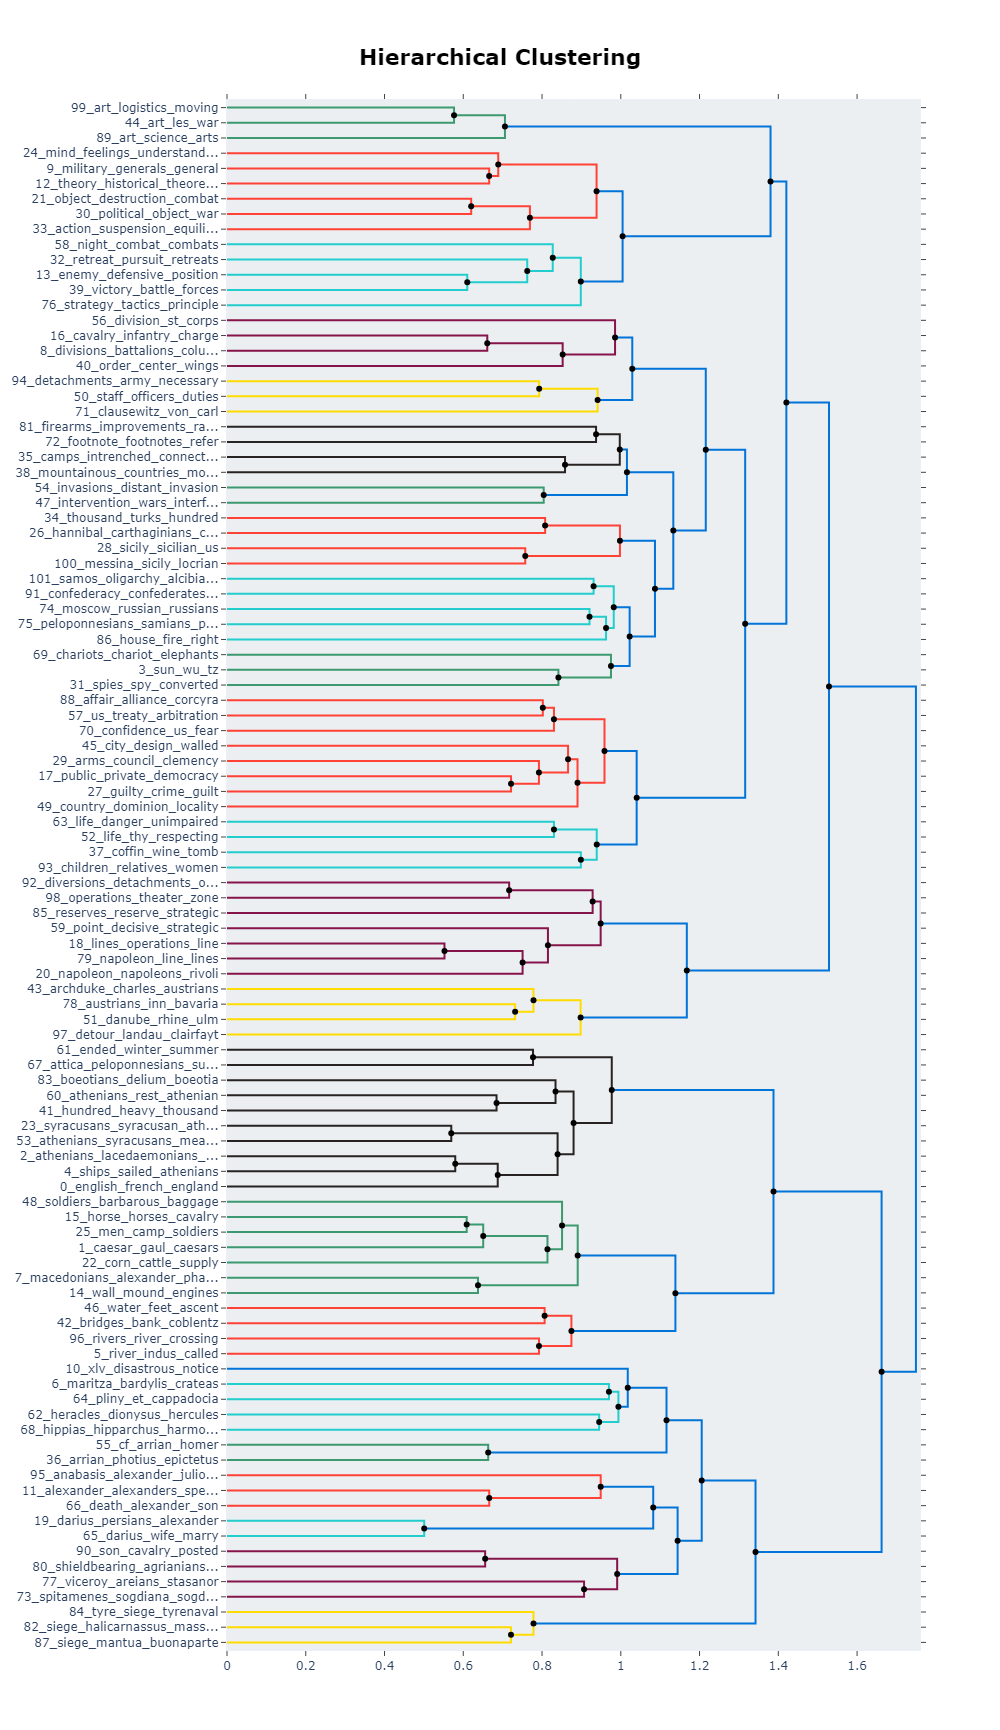 Hierarchical Clustering
99_art_logistics_moving
44_art_les_war
89_art_science_arts
24_mind_feelings_understand...
9_military_generals_general
12_theory_historical_theore...
21_object_destruction_combat
30_political_object_war
33_action_suspension_equili...
58_night_combat_combats
32_retreat_pursuit_retreats
13_enemy_defensive_position
39_victory_battle_forces
76_strategy_tactics_principle
56_division_st_corps
16_cavalry_infantry_charge
8_divisions_battalions_colu...
40_order_center_wings
94_detachments_army_necessary
50_staff_officers_duties
71_clausewitz_von_carl
81_firearms_improvements_ra...
72_footnote_footnotes_refer
35_camps_intrenched_connect...
38_mountainous_countries_mo...
54_invasions_distant_invasion
47_intervention_wars_interf...
34_thousand_turks_hundred
26_hannibal_carthaginians_c...
28_sicily_sicilian_us
100_messina_sicily_locrian
101_samos_oligarchy_alcibia...
91_confederacy_confederates...
74_moscow_russian_russians
75_peloponnesians_samians_p...
86_house_fire_right
69_chariots_chariot_elephants
3_sun_wu_tz
31_spies_spy_converted
88_affair_alliance_corcyra
57_us_treaty_arbitration
70_confidence_us_fear
45_city_design_walled
29_arms_council_clemency
17_public_private_democracy
27_guilty_crime_guilt
49_country_dominion_locality
63_life_danger_unimpaired
52_life_thy_respecting
37_coffin_wine_tomb
93_children_relatives_women
92_diversions_detachments_o...
98_operations_theater_zone
85_reserves_reserve_strategic
59_point_decisive_strategic
18_lines_operations_line
79_napoleon_line_lines
20_napoleon_napoleons_rivoli
43_archduke_charles_austrians
78_austrians_inn_bavaria
51_danube_rhine_ulm
97_detour_landau_clairfayt
61_ended_winter_summer
67_attica_peloponnesians_su...
83_boeotians_delium_boeotia
60_athenians_rest_athenian
41_hundred_heavy_thousand
23_syracusans_syracusan_ath...
53_athenians_syracusans_mea...
2_athenians_lacedaemonians_...
4_ships_sailed_athenians
0_english_french_england
48_soldiers_barbarous_baggage
15_horse_horses_cavalry
25_men_camp_soldiers
1_caesar_gaul_caesars
22_corn_cattle_supply
7_macedonians_alexander_pha...
14_wall_mound_engines
46_water_feet_ascent
42_bridges_bank_coblentz
96_rivers_river_crossing
5_river_indus_called
10_xlv_disastrous_notice
6_maritza_bardylis_crateas
64_pliny_et_cappadocia
62_heracles_dionysus_hercules
68_hippias_hipparchus_harmo...
55_cf_arrian_homer
36_arrian_photius_epictetus
95_anabasis_alexander_julio...
11_alexander_alexanders_spe...
66_death_alexander_son
19_darius_persians_alexander
65_darius_wife_marry
90_son_cavalry_posted
80_shieldbearing_agrianians...
77_viceroy_areians_stasanor
73_spitamenes_sogdiana_sogd...
84_tyre_siege_tyrenaval
82_siege_halicarnassus_mass...
87_siege_mantua_buonaparte
0 0.2 0.4 0.6 0.8 1 1.2 1.4 1.6